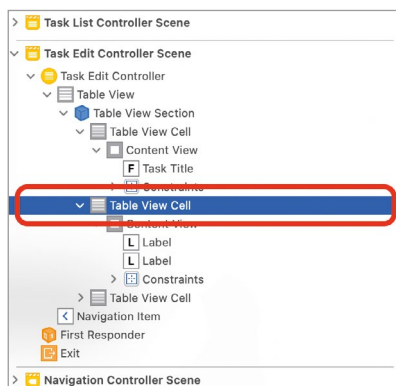 Task List Controller Scene
Task Edit Controller Scene
Task Edit Controller
Table View
Table View Section
Table View Cell
Content View
F Task Title
Constraints
Table View Cell
Content View
L Label
L Label
Constraints
Table View Cell
Navigation Item
First Responder
Exit
Navigation Controller Scene